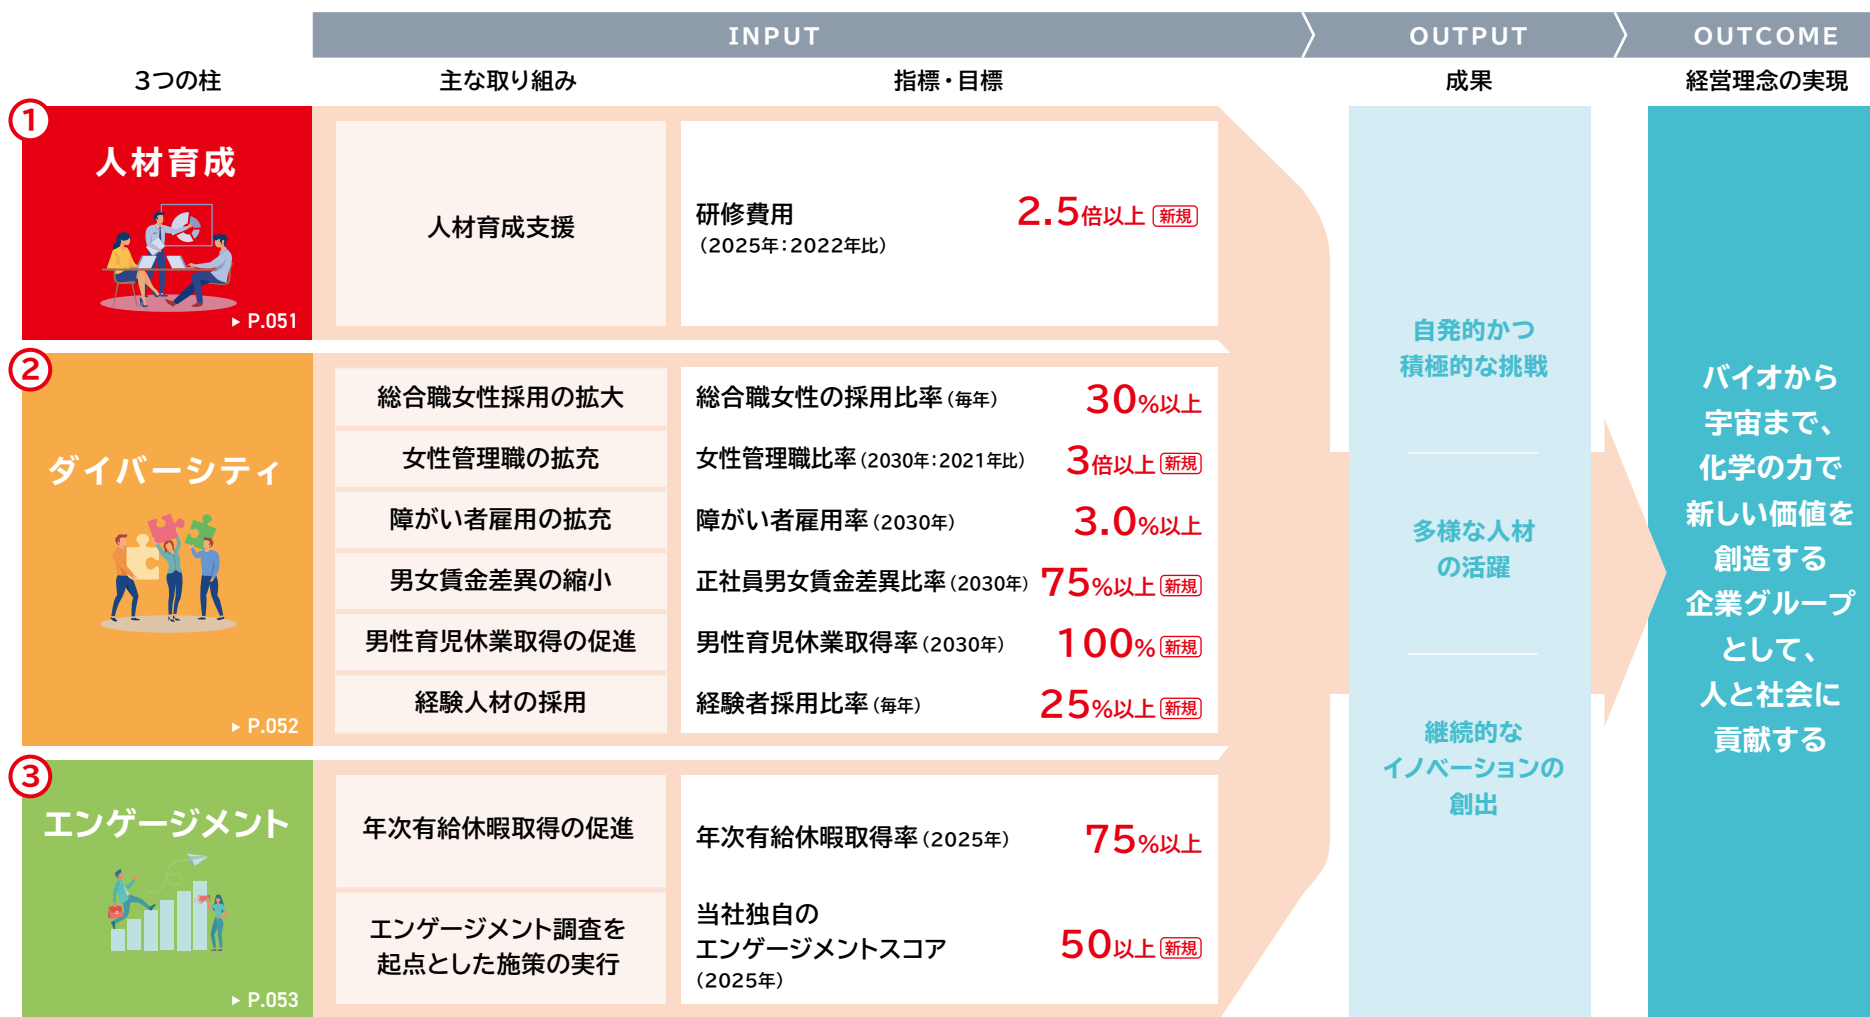 INPUT
OUTPUT
OUTCOME
3つの柱
主な取り組み
指標・目標
成果
経営理念の実現
1
人材育成
▶ P.051
人材育成支援
研修費用
(2025年:2022年比)
2.5倍以上 新規
2
ダイバーシティ
▶ P.052
総合職女性採用の拡大
総合職女性の採用比率(毎年)
30%以上
女性管理職の拡充
女性管理職比率(2030年:2021年比)
3倍以上 新規
障がい者雇用の拡充
障がい者雇用率(2030年)
3.0%以上
男女賃金差異の縮小
正社員男女賃金差異比率(2030年)
75%以上 新規
男性育児休業取得の促進
男性育児休業取得率(2030年)
100% 新規
経験人材の採用
経験者採用比率(毎年)
25%以上 新規
3
エンゲージメント
▶ P.053
年次有給休暇取得の促進
年次有給休暇取得率(2025年)
75%以上
エンゲージメント調査を
起点とした施策の実行
当社独自の
エンゲージメントスコア
(2025年)
50以上 新規
自発的かつ
積極的な挑戦
多様な人材
の活躍
継続的な
イノベーションの
創出
バイオから
宇宙まで、
化学の力で
新しい価値を
創造する
企業グループ
として、
人と社会に
貢献する